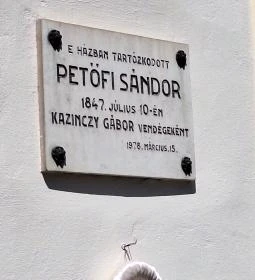 E HÁZBAN TARTÓZKODOTT
PETŐFI SÁNDOR
1847. JÚLIUS 10-ÉN
KAZINCZY GÁBOR VENDÉGEKÉNT
1978. MÁRCIUS 15.